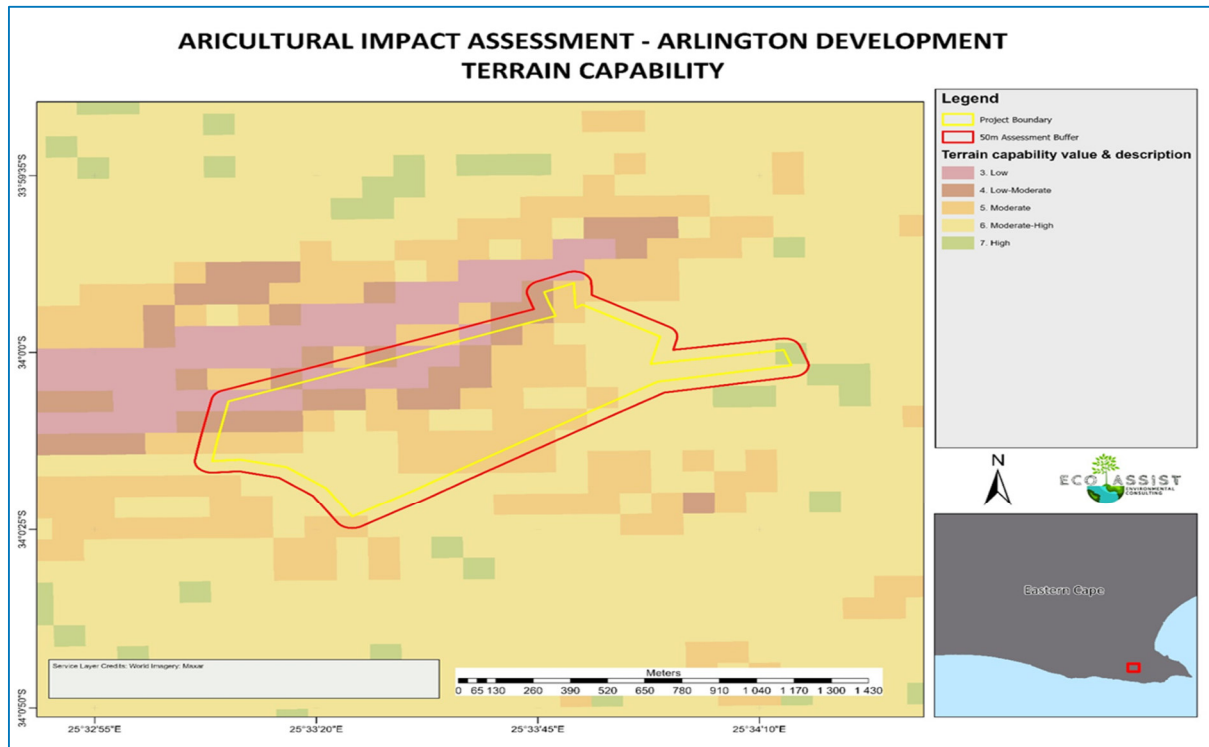 ARICULTURAL IMPACT ASSESSMENT - ARLINGTON DEVELOPMENT
TERRAIN CAPABILITY
Legend
Project Boundary
50m Assessment Buffer
Terrain capability value & description
3. Low
4. Low-Moderate
5. Moderate
6. Moderate-High
7. High
33°59'35"S
34°0'0"S
34°0'25"S
34°0'50"S
N
ECO ASSIST
ENVIRONMENTAL
CONSULTING
Eastern Cape
Service Layer Credits: World Imagery: Maxar
Meters
0 65 130 260 390 520 650 780 910 1 040 1 170 1 300 1 430
25°32'55"E 25°33'20"E 25°33'45"E 25°34'10"E